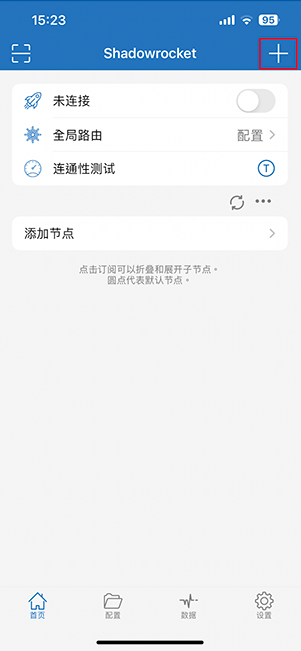 15:23
95
Shadowrocket
未连接
全局路由
配置
连通性测试
T
添加节点
点击订阅可以折叠和展开子节点。
圆点代表默认节点。
首页
配置
数据
设置